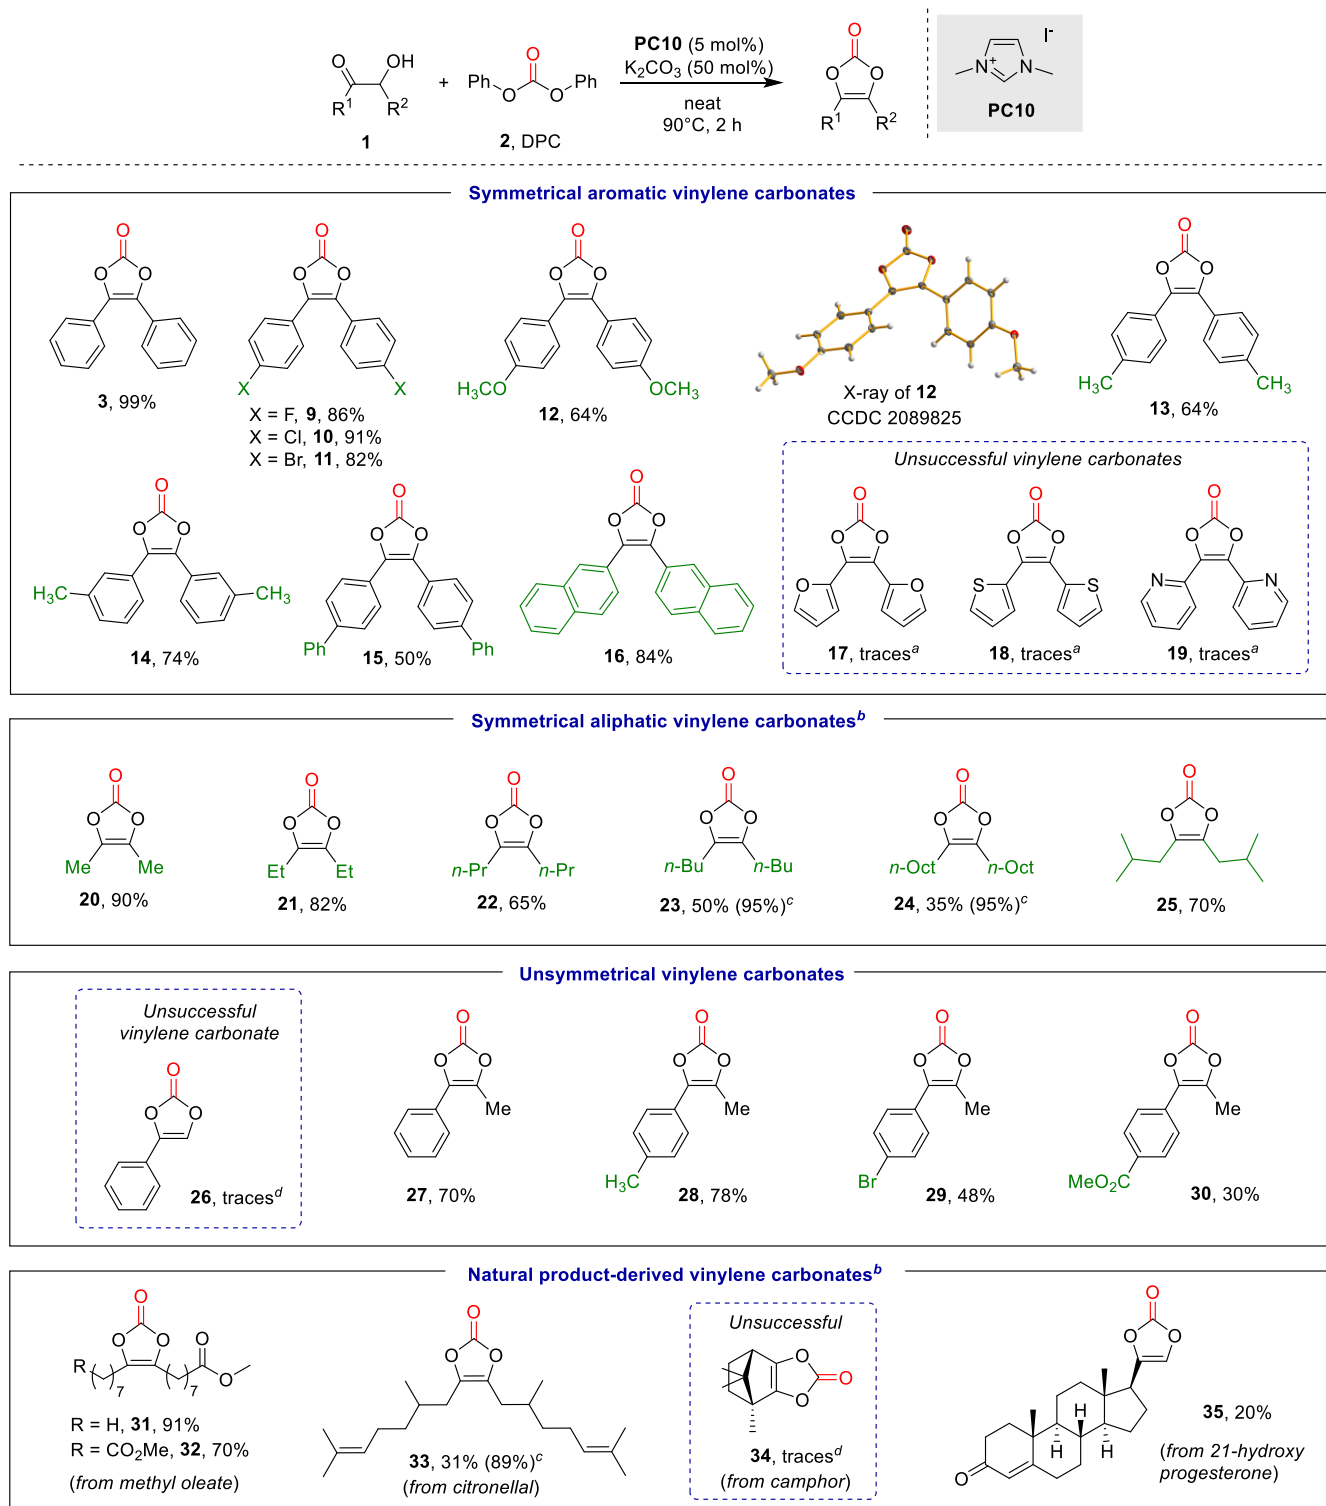 O OH
R1 R2
1
+
O
Ph O O Ph
2, DPC
PC10 (5 mol%)
K2CO3 (50 mol%)
neat
90°C, 2 h
O
O O
R1 R2
I-
N+ N
PC10
Symmetrical aromatic vinylene carbonates
O
O O
3, 99%
O
O O
X X
X = F, 9, 86%
X = Cl, 10, 91%
X = Br, 11, 82%
O
O O
H3CO OCH3
12, 64%
X-ray of 12
CCDC 2089825
O
O O
CH3 CH3
13, 64%
O
O O
CH3 CH3
14, 74%
O
O O
Ph Ph
15, 50%
O
O O
16, 84%
Unsuccessful vinylene carbonates
O
O O
O O
17, tracesa
O
O O
S S
18, tracesa
O
O O
N N
19, tracesa
Symmetrical aliphatic vinylene carbonatesb
O
O O
Me Me
20, 90%
O
O O
Et Et
21, 82%
O
O O
n-Pr n-Pr
22, 65%
O
O O
n-Bu n-Bu
23, 50% (95%)c
O
O O
n-Oct n-Oct
24, 35% (95%)c
O
O O
25, 70%
Unsymmetrical vinylene carbonates
Unsuccessful
vinylene carbonate
O
O O
26, tracesd
O
O O
Me
27, 70%
O
O O
Me
H3C
28, 78%
O
O O
Me
Br
29, 48%
O
O O
Me
MeO2C
30, 30%
Natural product-derived vinylene carbonatesb
O
O O
R ( )7 ( )7 O
O
R = H, 31, 91%
R = CO2Me, 32, 70%
(from methyl oleate)
O
O O
33, 31% (89%)c
(from citronellal)
Unsuccessful
O
O
O
34, tracesd
(from camphor)
O
O O
H
H H
O
35, 20%
(from 21-hydroxy
progesterone)